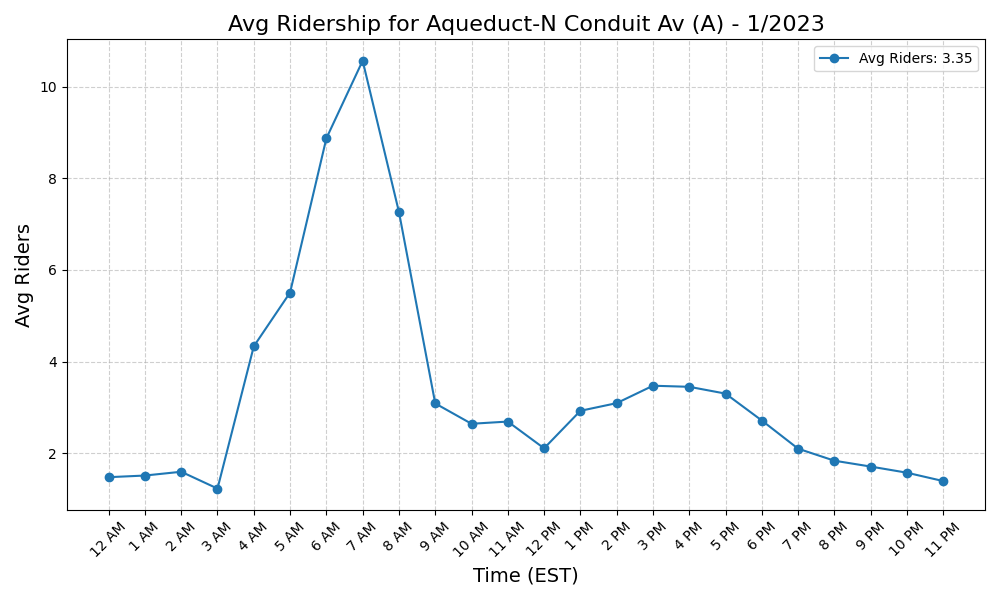 Avg Ridership for Aqueduct-N Conduit Av (A) - 1/2023
Avg Riders: 3.35
Avg Riders
10
8
6
4
2
12 AM
1 AM
2 AM
3 AM
4 AM
5 AM
6 AM
7 AM
8 AM
9 AM
10 AM
11 AM
12 PM
1 PM
2 PM
3 PM
4 PM
5 PM
6 PM
7 PM
8 PM
9 PM
10 PM
11 PM
Time (EST)